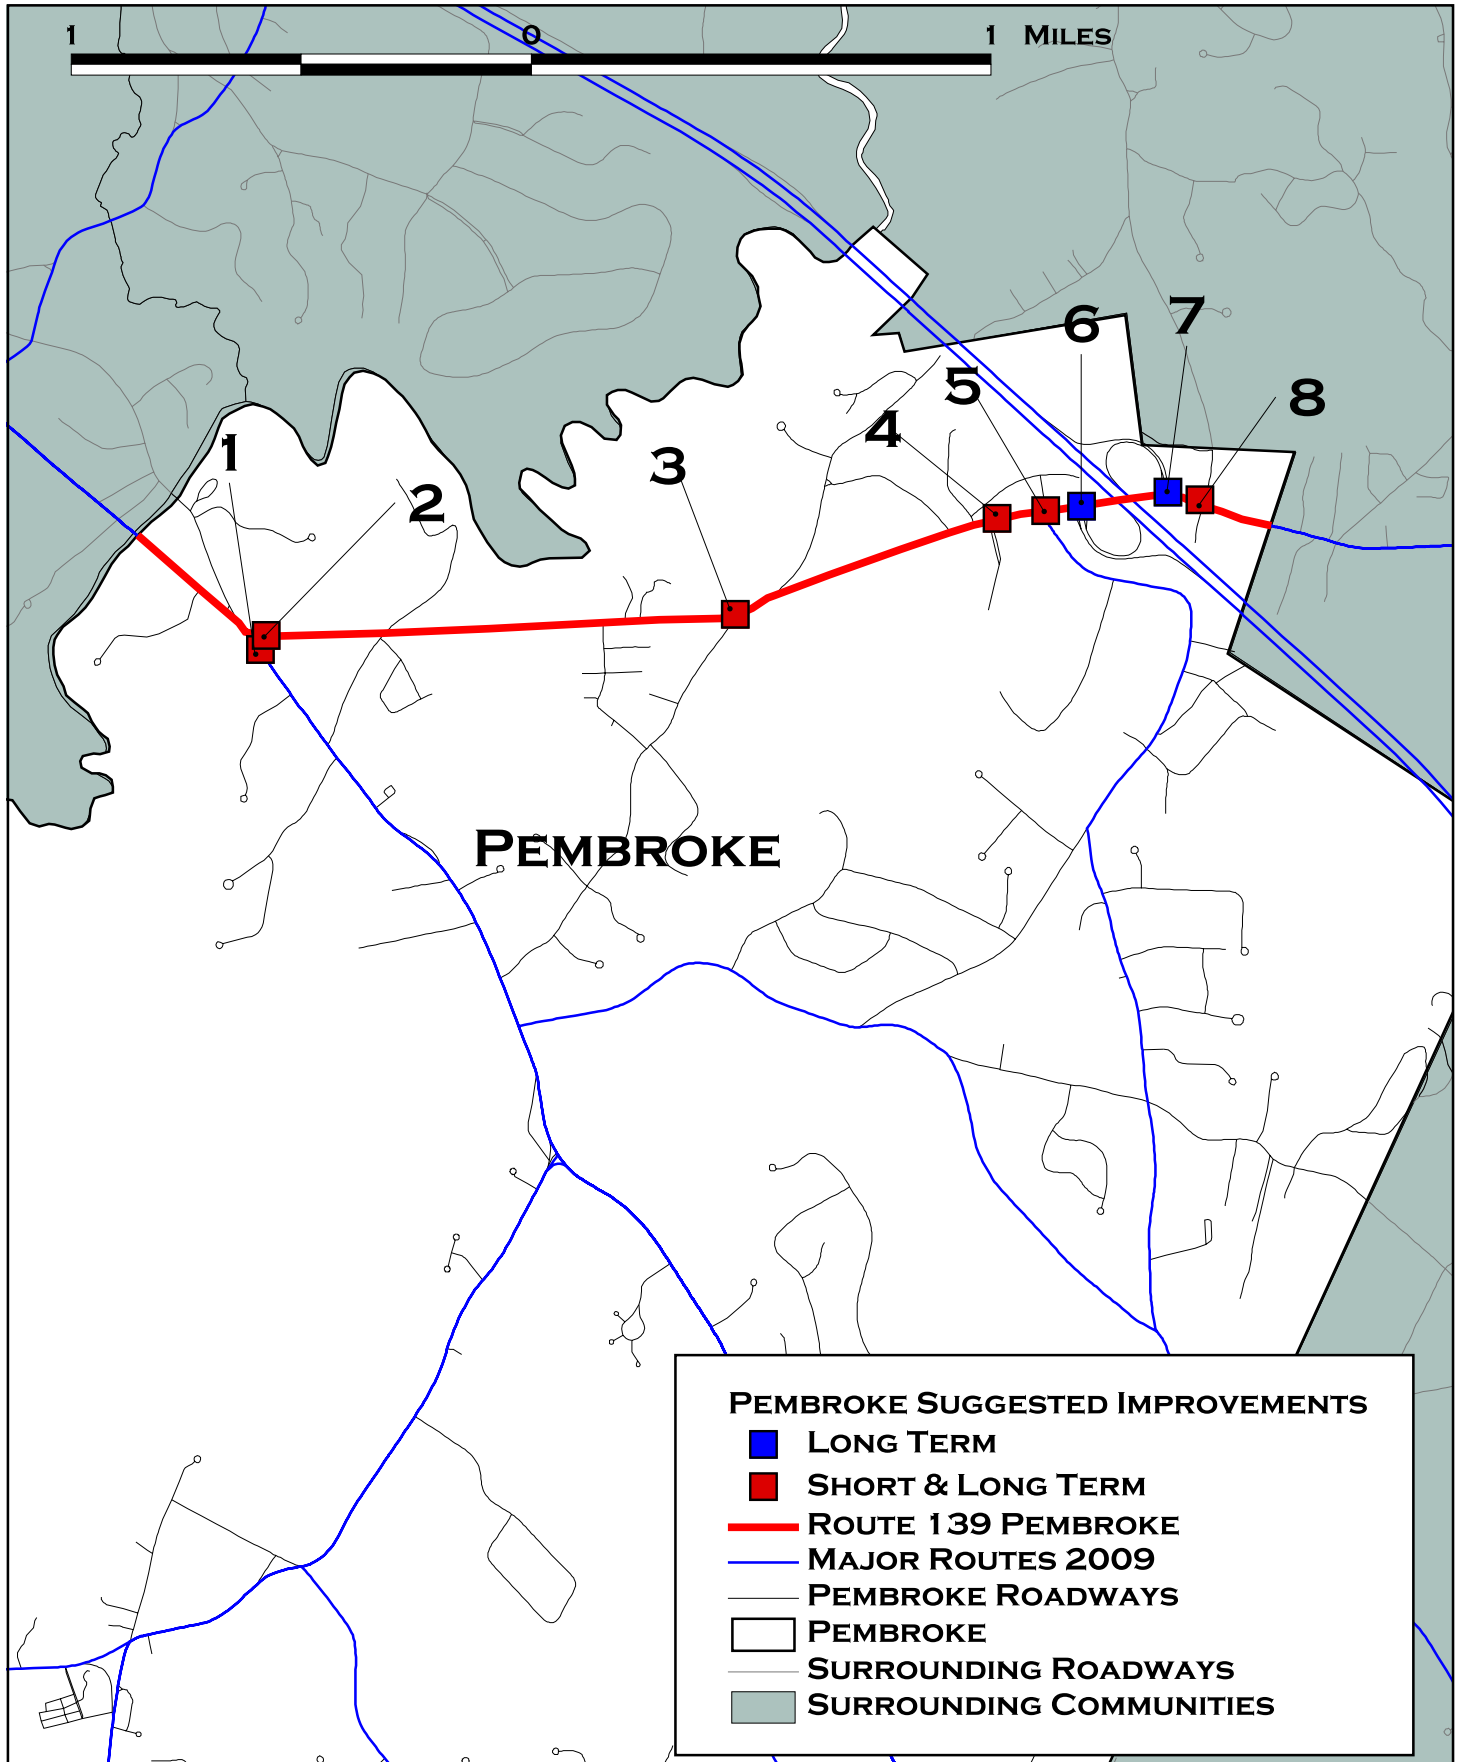 1 0 1 Miles
6 7
5 8
4
1 3
2
Pembroke
Pembroke Suggested Improvements
Long Term
Short & Long Term
Route 139 Pembroke
Major Routes 2009
Pembroke Roadways
Pembroke
Surrounding Roadways
Surrounding Communities